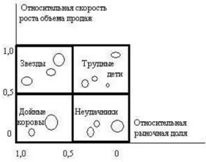 Относительная скорость
роста объема продаж
1,0
Звезды
Трудные
дети
0,5
Дойные
коровы
Неудачники
Относительная
рыночная доля
0
1,0
0,5
0